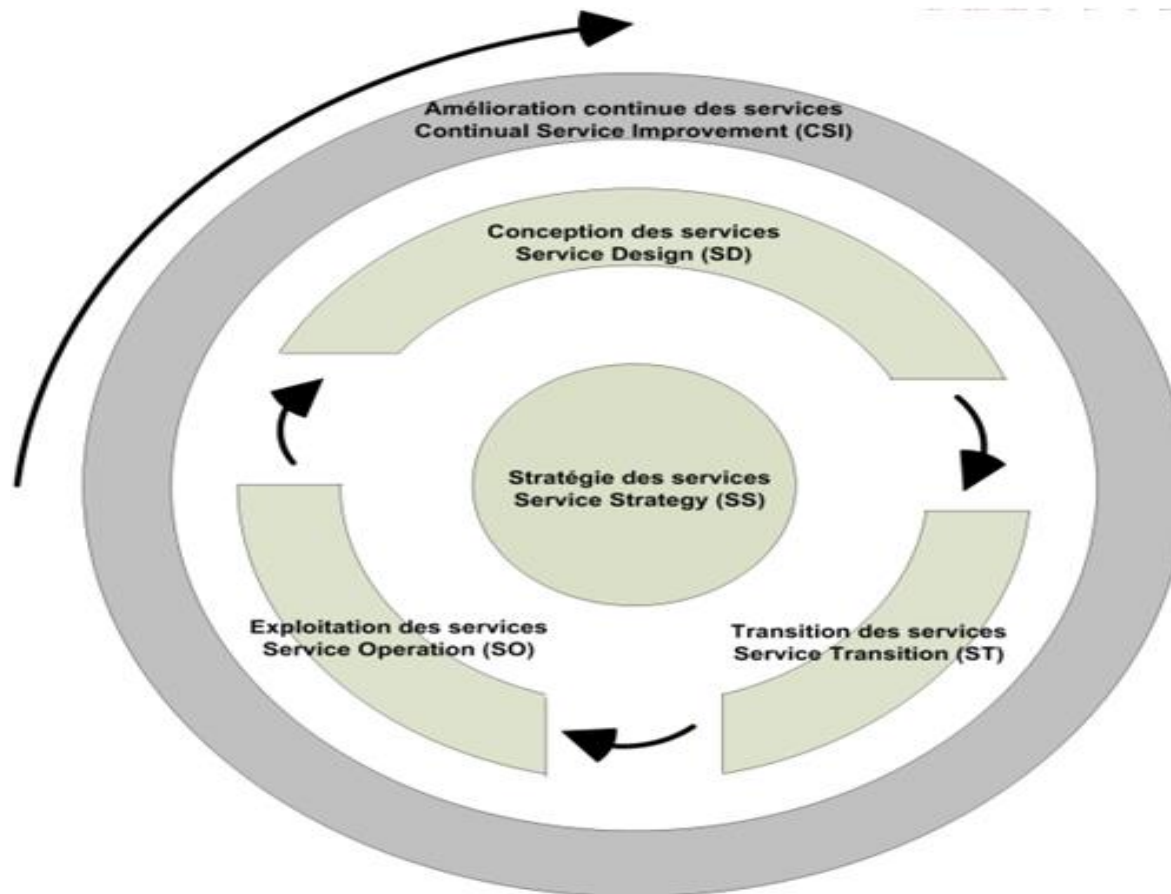 Amélioration continue des services
Continual Service Improvement (CSI)
Conception des services
Service Design (SD)
Stratégie des services
Service Strategy (SS)
Exploitation des services
Service Operation (SO)
Transition des services
Service Transition (ST)